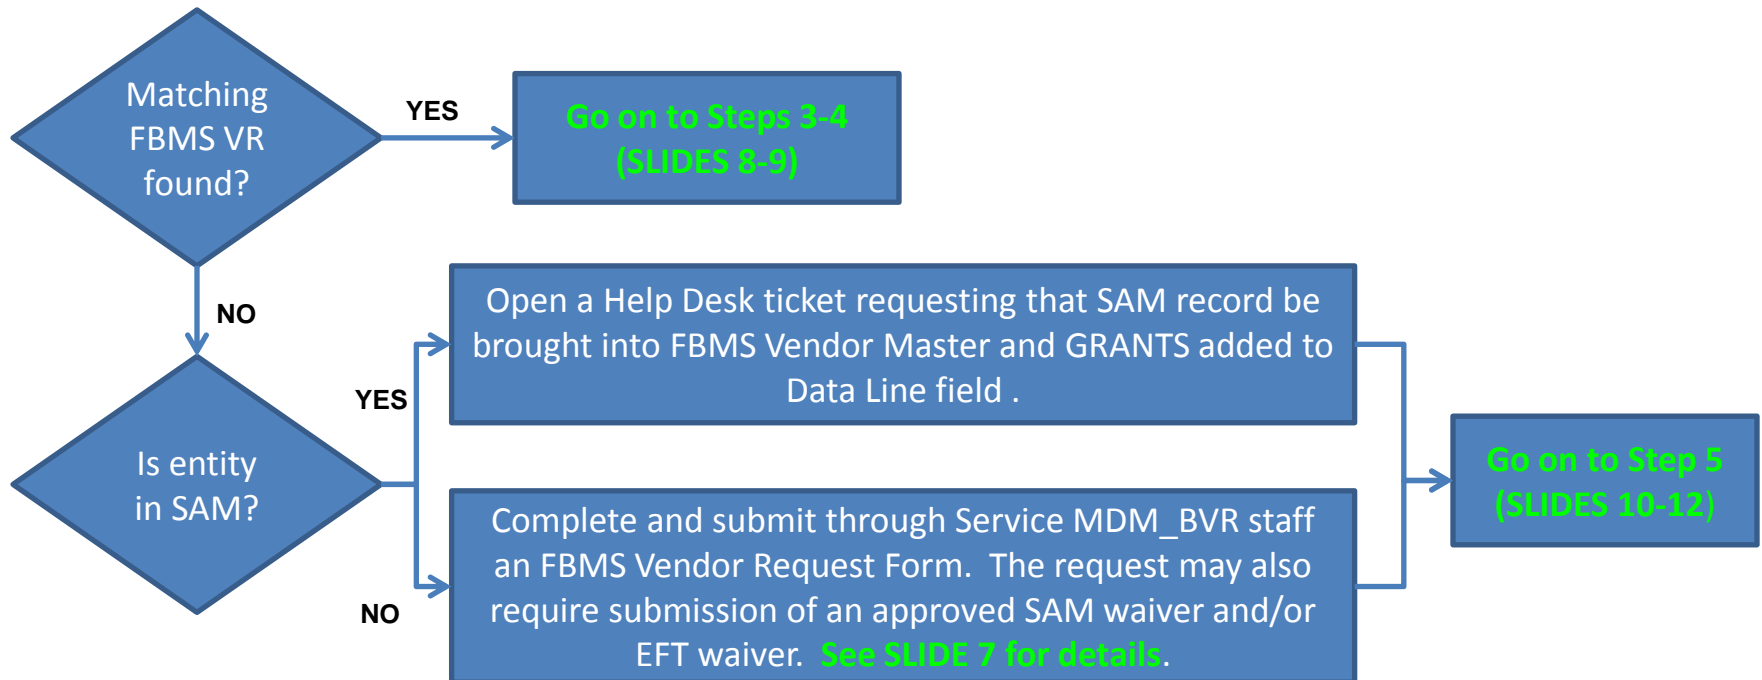 Matching
FBMS VR
found?
YES
Go on to Steps 3-4
(SLIDES 8-9)
NO
Is entity
in SAM?
YES
Open a Help Desk ticket requesting that SAM record be
brought into FBMS Vendor Master and GRANTS added to
Data Line field .
NO
Complete and submit through Service MDM_BVR staff
an FBMS Vendor Request Form.  The request may also
require submission of an approved SAM waiver and/or
EFT waiver.  See SLIDE 7 for details.
Go on to Step 5
(SLIDES 10-12)